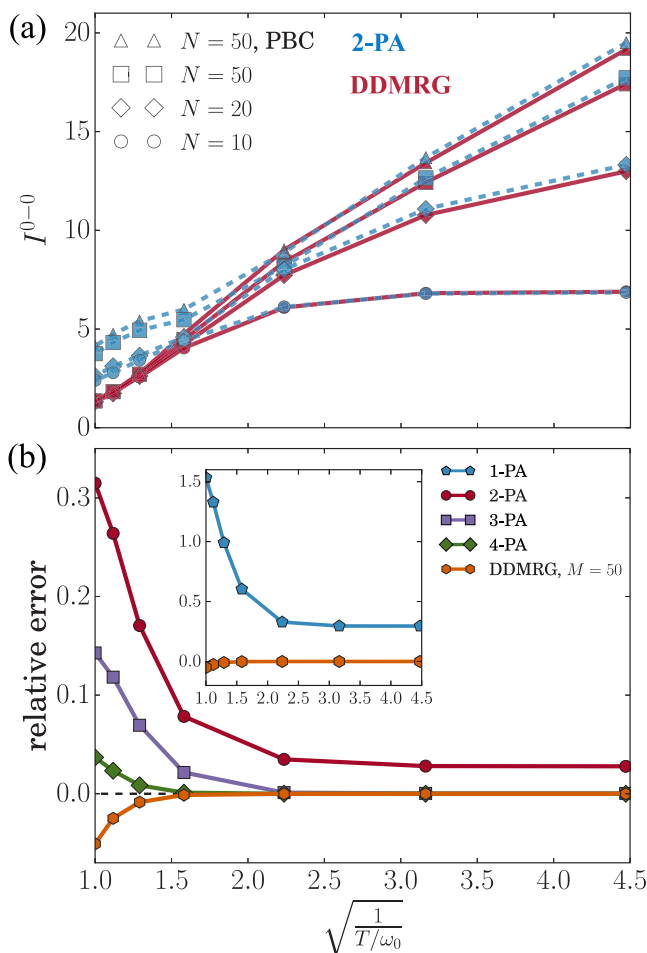 (a)
20
15
10
5
0
I^{0-0}
N = 50, PBC
N = 50
N = 20
N = 10
2-PA
DDMRG
(b)
0.3
0.2
0.1
0.0
relative error
1.5
1.0
0.5
0.0
1.0 1.5 2.0 2.5 3.0 3.5 4.0 4.5
1-PA
2-PA
3-PA
4-PA
DDMRG, M = 50
1.0 1.5 2.0 2.5 3.0 3.5 4.0 4.5
\sqrt{\frac{1}{T/\omega_0}}